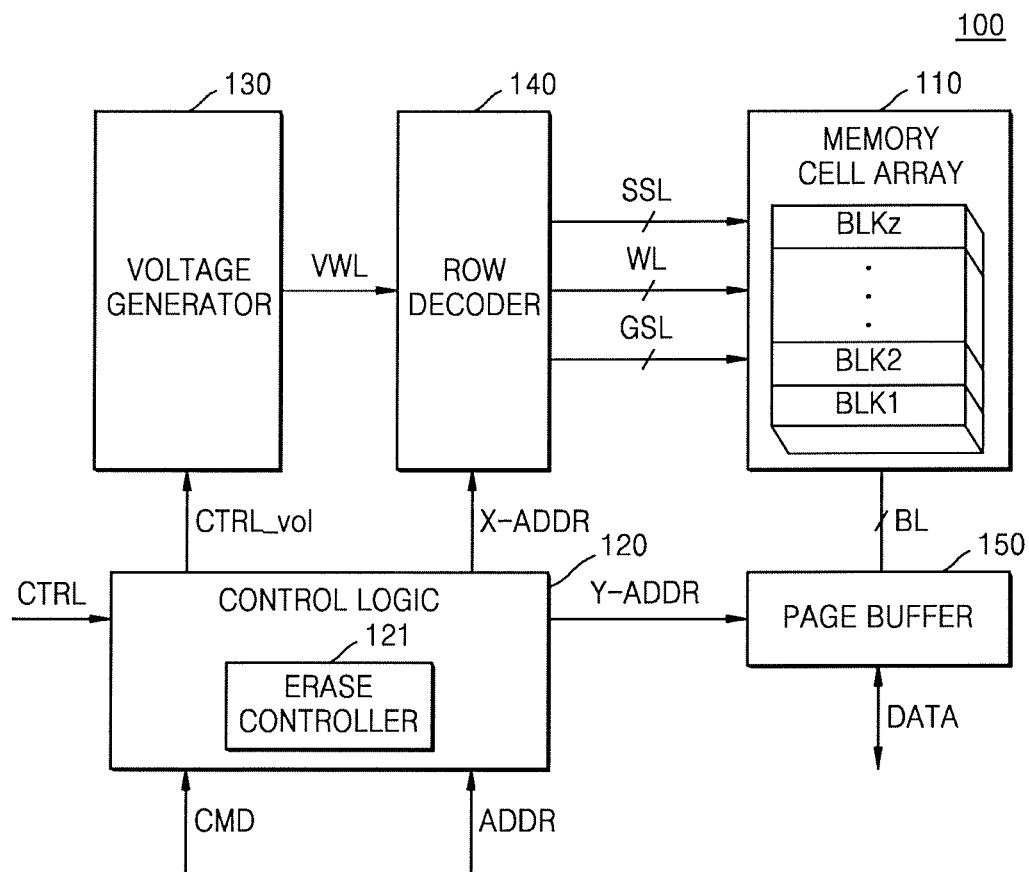 100
130
140
110
VOLTAGE
GENERATOR
VWL
ROW
DECODER
SSL
WL
GSL
MEMORY
CELL ARRAY
BLKz
BLK2
BLK1
CTRL_vol
X-ADDR
BL
120
150
CTRL
CONTROL LOGIC
Y-ADDR
PAGE BUFFER
121
ERASE
CONTROLLER
DATA
CMD
ADDR